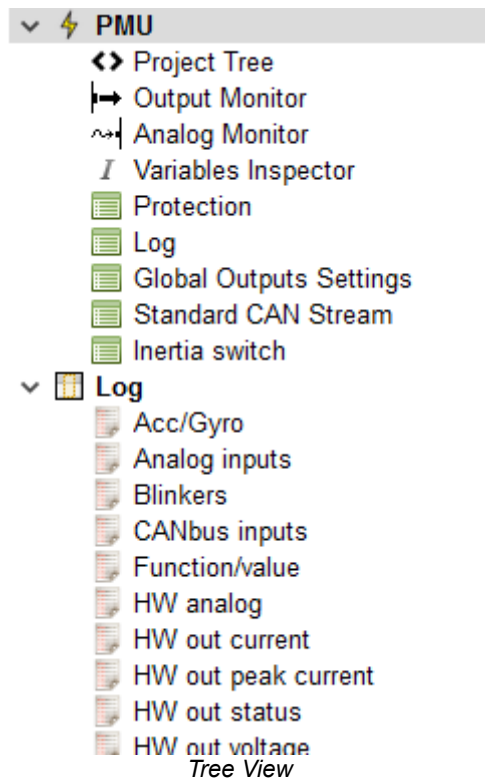 PMU
Project Tree
Output Monitor
Analog Monitor
Variables Inspector
Protection
Log
Global Outputs Settings
Standard CAN Stream
Inertia switch
Log
Acc/Gyro
Analog inputs
Blinkers
CANbus inputs
Function/value
HW analog
HW out current
HW out peak current
HW out status
HW out voltage
Tree View